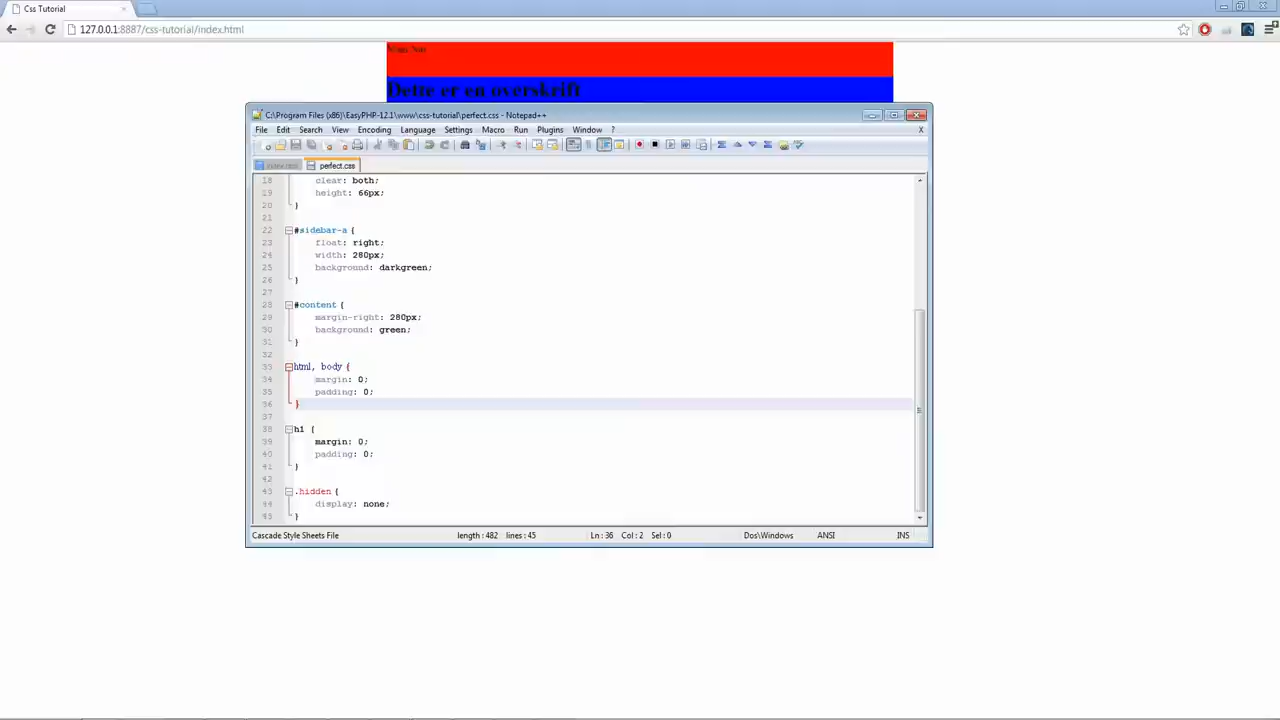 Css Tutorial
127.0.0.1:8887/css-tutorial/index.html
Dette er en overskrift
C:\Program Files (x86)\EasyPHP-12.1\www\css-tutorial\perfect.css - Notepad++
File Edit Search View Encoding Language Settings Macro Run Plugins Window ? X
perfect.css
18 clear: both;
19 height: 66px;
20 }
21
22 #sidebar-a {
23 float: right;
24 width: 280px;
25 background: darkgreen;
26 }
27
28 #content {
29 margin-right: 280px;
30 background: green;
31 }
32
33 html, body {
34 margin: 0;
35 padding: 0;
36 }
37
38 h1 {
39 margin: 0;
40 padding: 0;
41 }
42
43 .hidden {
44 display: none;
45 }
Cascade Style Sheets File length : 482 lines : 45 Ln : 36 Col : 2 Sel : 0 Dos\Windows ANSI INS